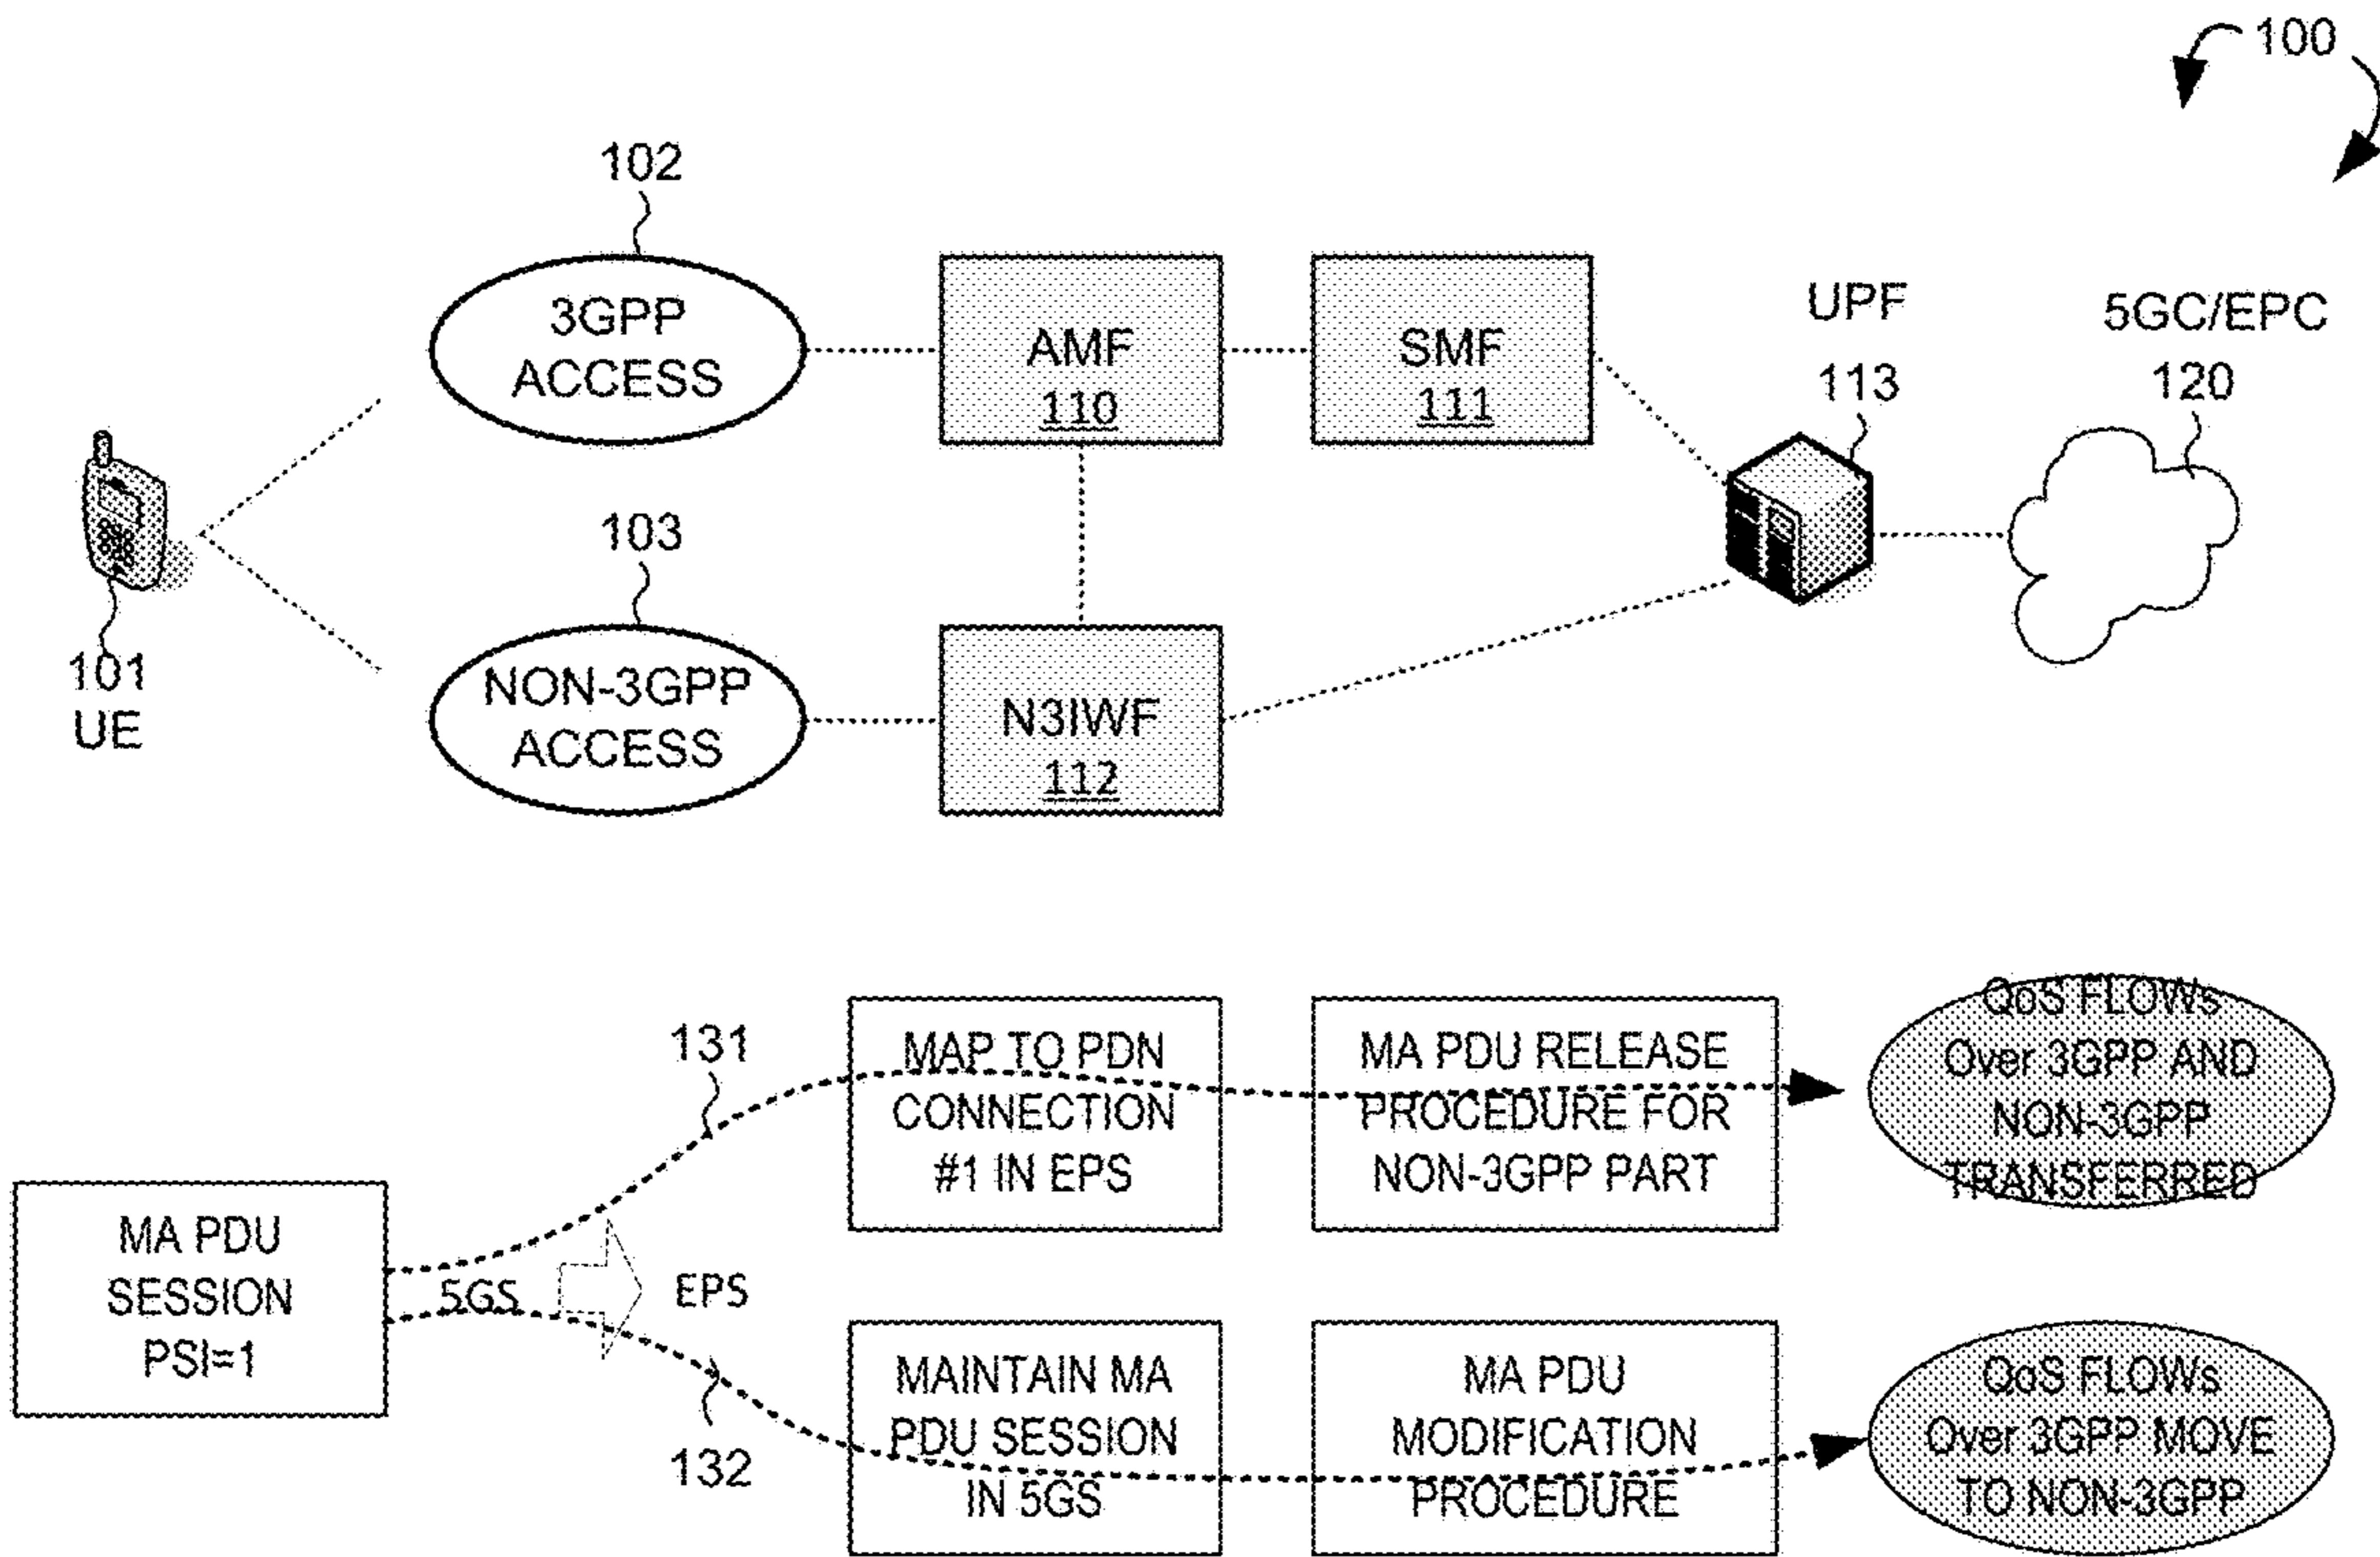 100
102
3GPP
ACCESS
AMF
110
SMF
111
UPF
113
5GC/EPC
120
101
UE
103
NON-3GPP
ACCESS
N3IWF
112
131
MAP TO PDN
CONNECTION
#1 IN EPS
MA PDU RELEASE
PROCEDURE FOR
NON-3GPP PART
QoS FLOWs
Over 3GPP AND
NON-3GPP
TRANSFERRED
MA PDU
SESSION
PSI=1
5GS
EPS
132
MAINTAIN MA
PDU SESSION
IN 5GS
MA PDU
MODIFICATION
PROCEDURE
QoS FLOWs
Over 3GPP MOVE
TO NON-3GPP